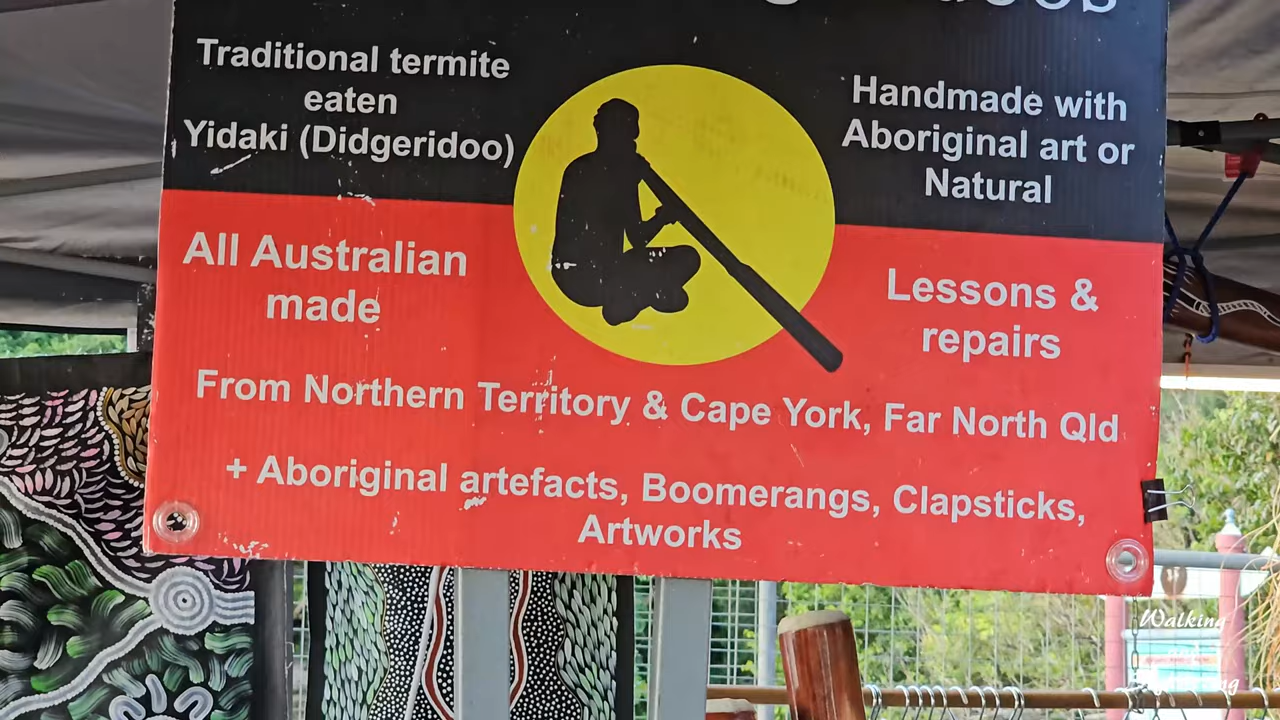 Traditional termite
eaten
Yidaki (Didgeridoo)
Handmade with
Aboriginal art or
Natural
All Australian
made
Lessons &
repairs
From Northern Territory & Cape York, Far North Qld
+ Aboriginal artefacts, Boomerangs, Clapsticks,
Artworks
Walking